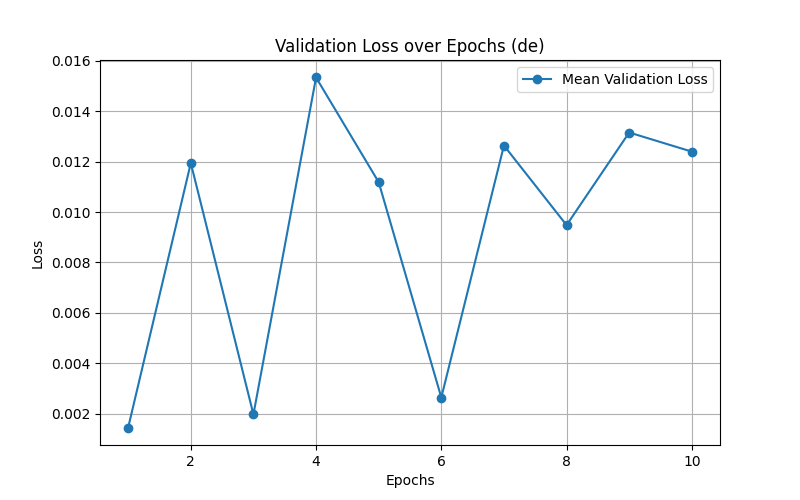 Validation Loss over Epochs (de)
Mean Validation Loss
0.016
0.014
0.012
0.010
0.008
0.006
0.004
0.002
Loss
2 4 6 8 10
Epochs